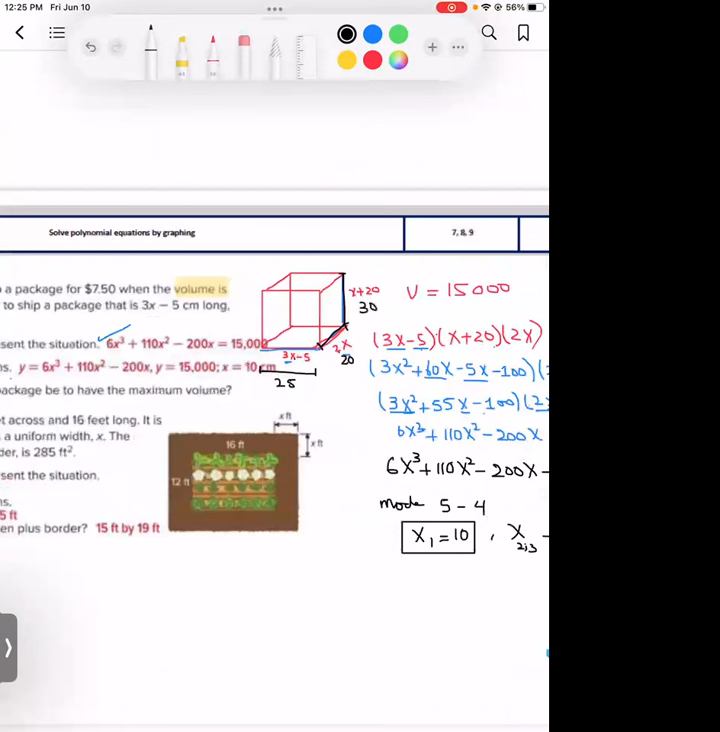 12:25 PM Fri Jun 10
56%
Solve polynomial equations by graphing
7, 8, 9
a package for $7.50 when the volume is
to ship a package that is 3x – 5 cm long,
sent the situation. 6x³ + 110x² – 200x = 15,000
ns. y = 6x³ + 110x² – 200x, y = 15,000; x = 10 cm
ackage be to have the maximum volume?
x+20
30
2x
20
3x-5
25
V = 15000
(3x-5)(x+20)(2x)
(3x²+60x-5x-100)(
(3x²+55x-100)(2
6x³+110x²-200x
6x³+110x²-200x-
mode 5-4
x₁=10 , x₂,₃
t across and 16 feet long. It is
a uniform width, x. The
der, is 285 ft².
sent the situation.
ns.
5 ft
en plus border? 15 ft by 19 ft
x ft
x ft
16 ft
12 ft